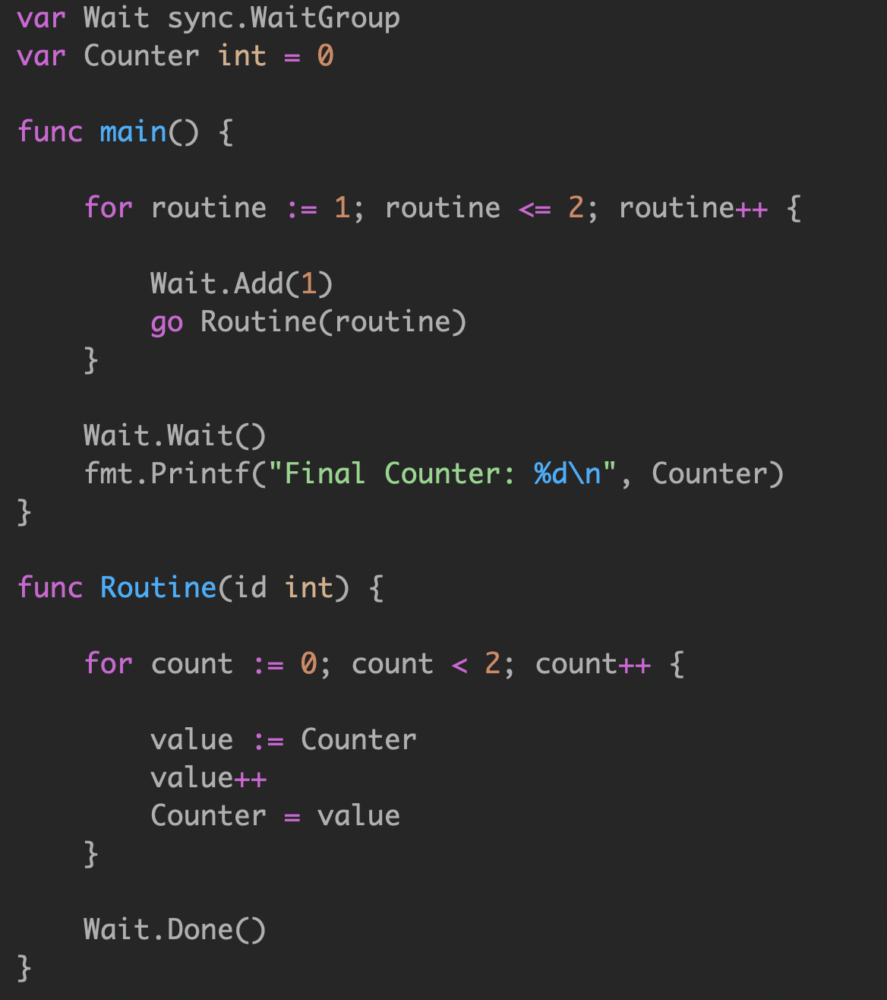 var Wait sync.WaitGroup
var Counter int = 0
func main() {
for routine := 1; routine <= 2; routine++ {
Wait.Add(1)
go Routine(routine)
}
Wait.Wait()
fmt.Printf("Final Counter: %d\n", Counter)
}
func Routine(id int) {
for count := 0; count < 2; count++ {
value := Counter
value++
Counter = value
}
Wait.Done()
}